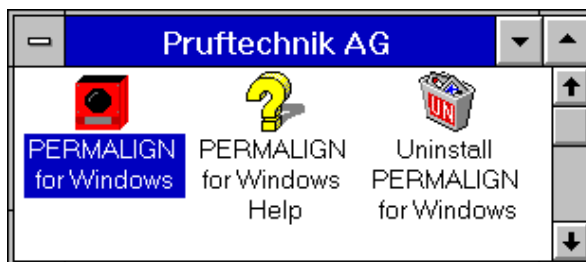 Pruftechnik AG
UN
PERMALIGN
for Windows
PERMALIGN
for Windows
Help
Uninstall
PERMALIGN
for Windows